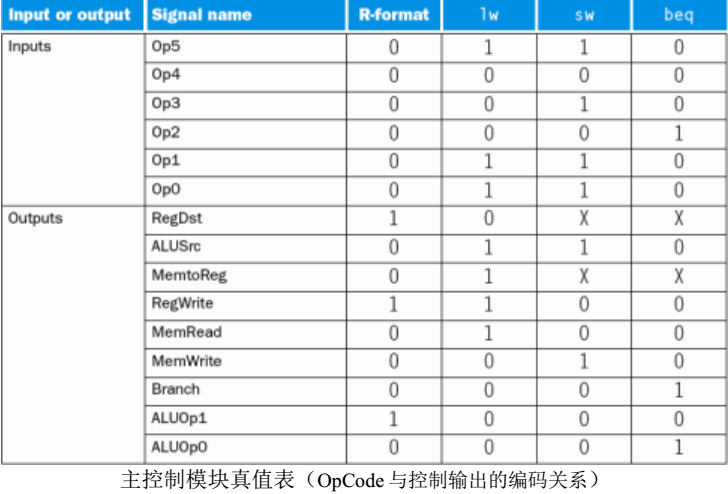 Input or output Signal name R-format lw sw beq
Inputs Op5 0 1 1 0
Op4 0 0 0 0
Op3 0 0 1 0
Op2 0 0 0 1
Op1 0 1 1 0
Op0 0 1 1 0
Outputs RegDst 1 0 X X
ALUSrc 0 1 1 0
MemtoReg 0 1 X X
RegWrite 1 1 0 0
MemRead 0 1 0 0
MemWrite 0 0 1 0
Branch 0 0 0 1
ALUOp1 1 0 0 0
ALUOp0 0 0 0 1
主控制模块真值表（OpCode 与控制输出的编码关系）